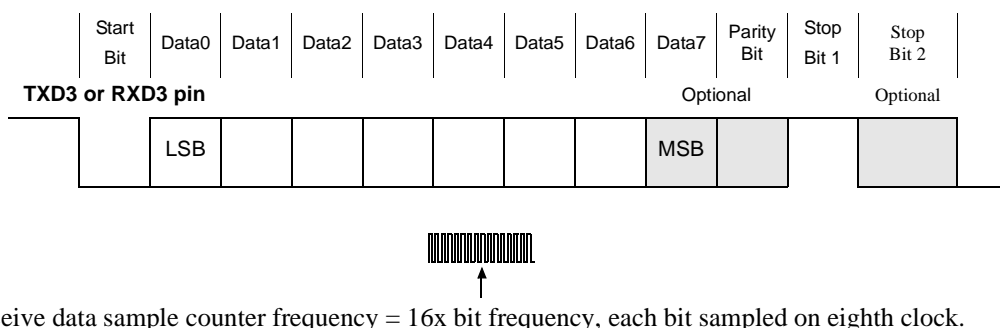 Start Bit Data0 Data1 Data2 Data3 Data4 Data5 Data6 Data7 Parity Bit Stop Bit 1 Stop Bit 2
TXD3 or RXD3 pin Optional Optional
LSB MSB
data sample counter frequency = 16x bit frequency, each bit sampled on eighth clock.